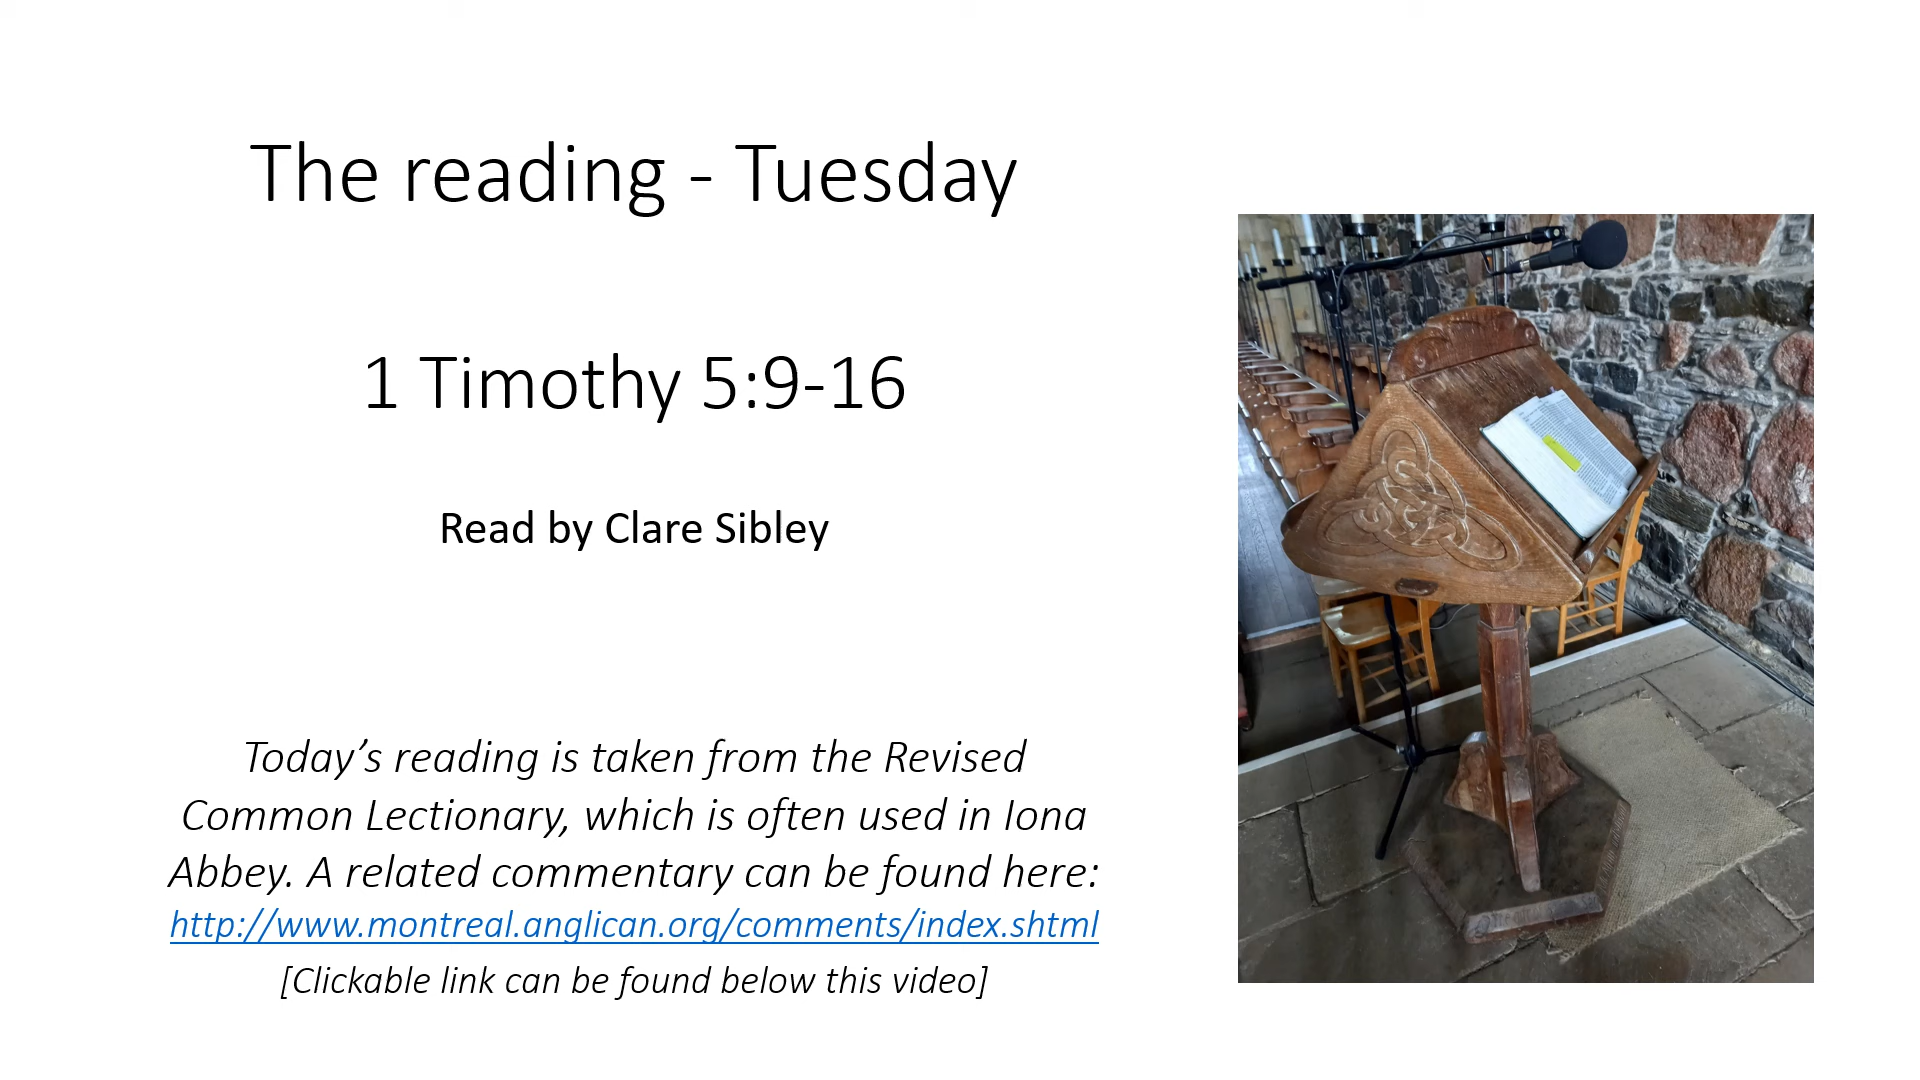 The reading - Tuesday
1 Timothy 5:9-16
Read by Clare Sibley
Today’s reading is taken from the Revised
Common Lectionary, which is often used in Iona
Abbey. A related commentary can be found here:
http://www.montreal.anglican.org/comments/index.shtml
[Clickable link can be found below this video]